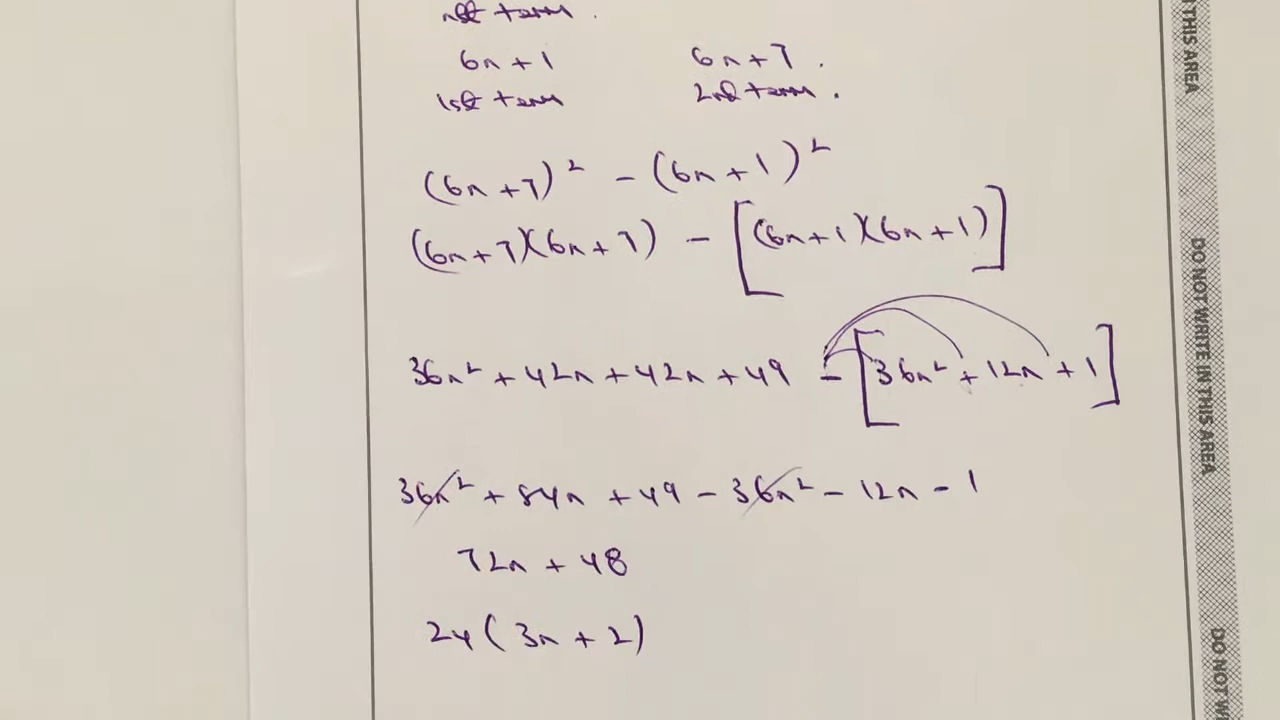 term.
6n + 1 6n + 7.
1st term 2nd term.
(6n + 7)² - (6n + 1)²
(6n + 7)(6n + 7) - [(6n + 1)(6n + 1)]
36n² + 42n + 42n + 49 - [36n² + 12n + 1]
36n² + 84n + 49 - 36n² - 12n - 1
72n + 48
24(3n + 2)
THIS AREA
DO NOT WRITE IN THIS AREA
DO NOT